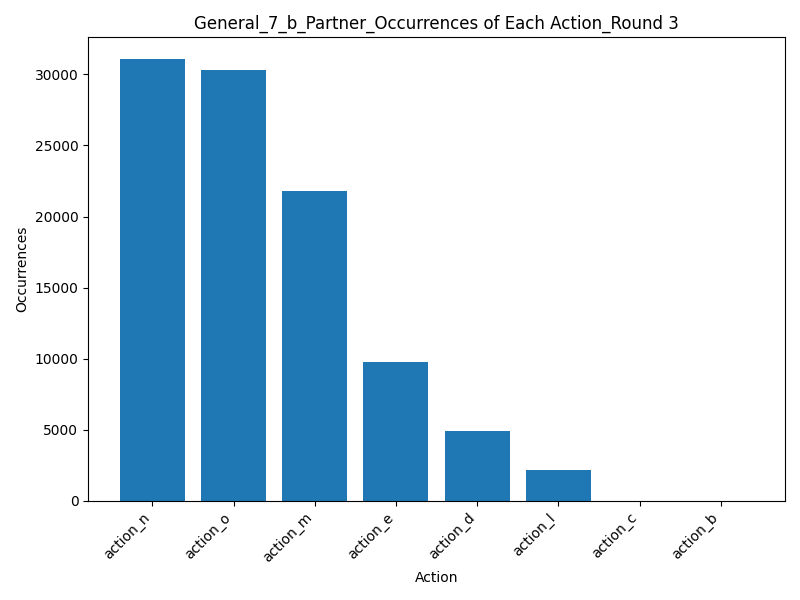 General_7_b_Partner_Occurrences of Each Action_Round 3
30000
25000
20000
15000
10000
5000
0
Occurrences
action_n
action_o
action_m
action_e
action_d
action_l
action_c
action_b
Action